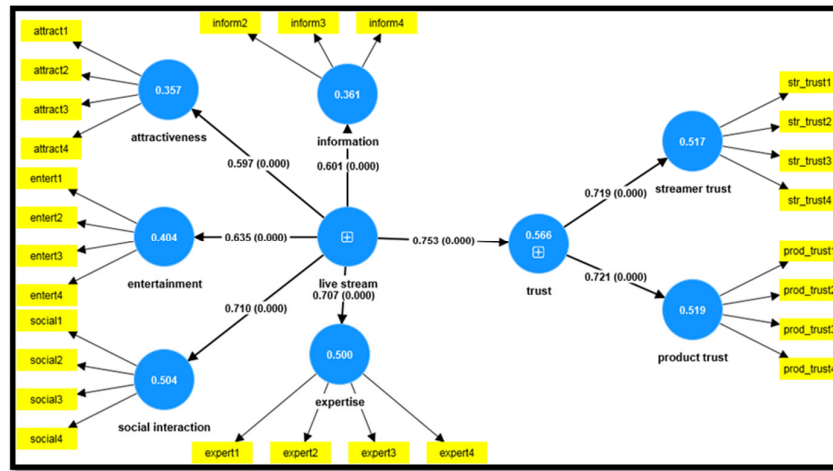 inform2 inform3 inform4
attract1
attract2
attract3
attract4
0.357
attractiveness
0.361
information
0.597 (0.000)
0.601 (0.000)
entert1
entert2
entert3
entert4
0.404
entertainment
0.635 (0.000)
live stream
0.753 (0.000)
0.566
trust
0.719 (0.000)
0.517
streamer trust
str_trust1
str_trust2
str_trust3
str_trust4
0.721 (0.000)
0.519
product trust
prod_trust1
prod_trust2
prod_trust3
prod_trust4
0.710 (0.000)
0.707 (0.000)
social1
social2
social3
social4
0.504
social interaction
0.500
expertise
expert1 expert2 expert3 expert4